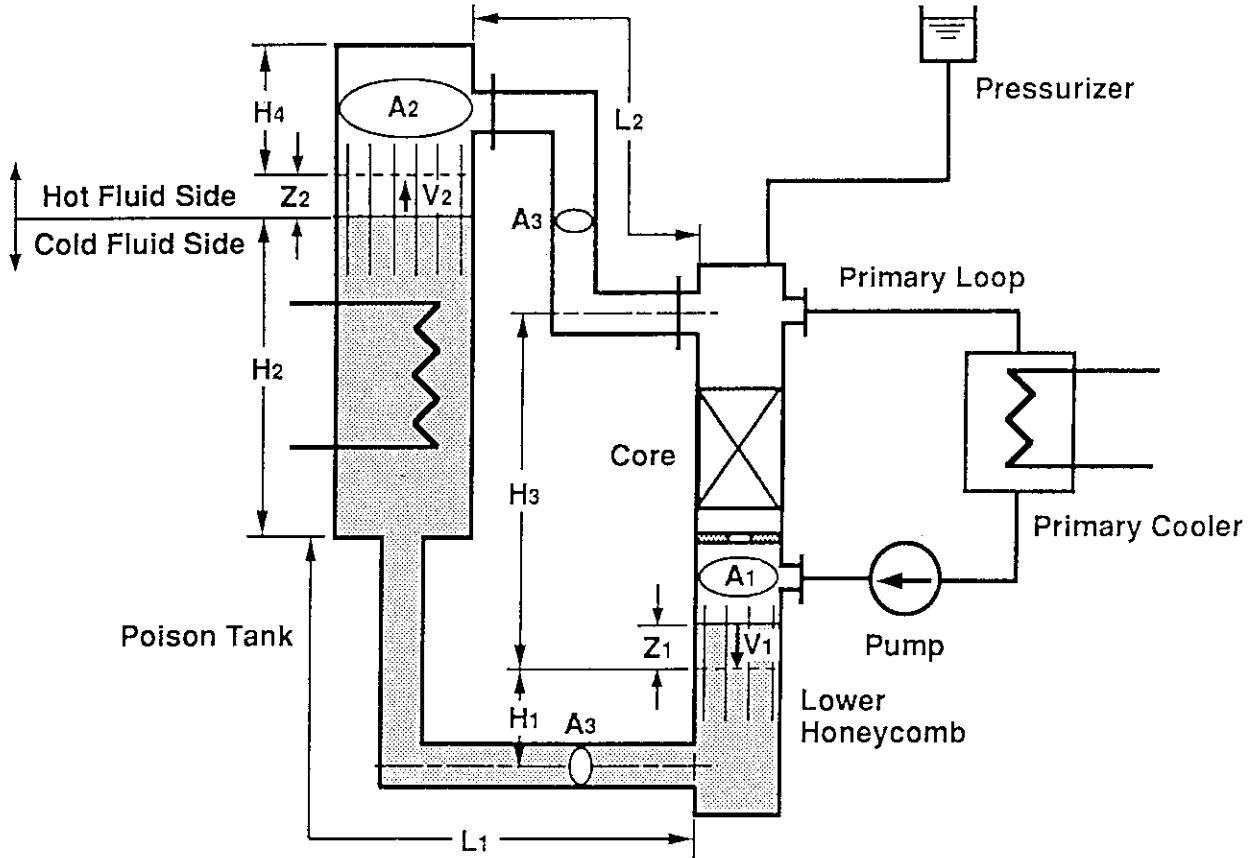 Pressurizer
H4
A2
L2
Hot Fluid Side
Z2
V2
Cold Fluid Side
A3
Primary Loop
H2
Core
H3
Primary Cooler
A1
Poison Tank
Z1
V1
Pump
Lower
Honeycomb
H1
A3
L1